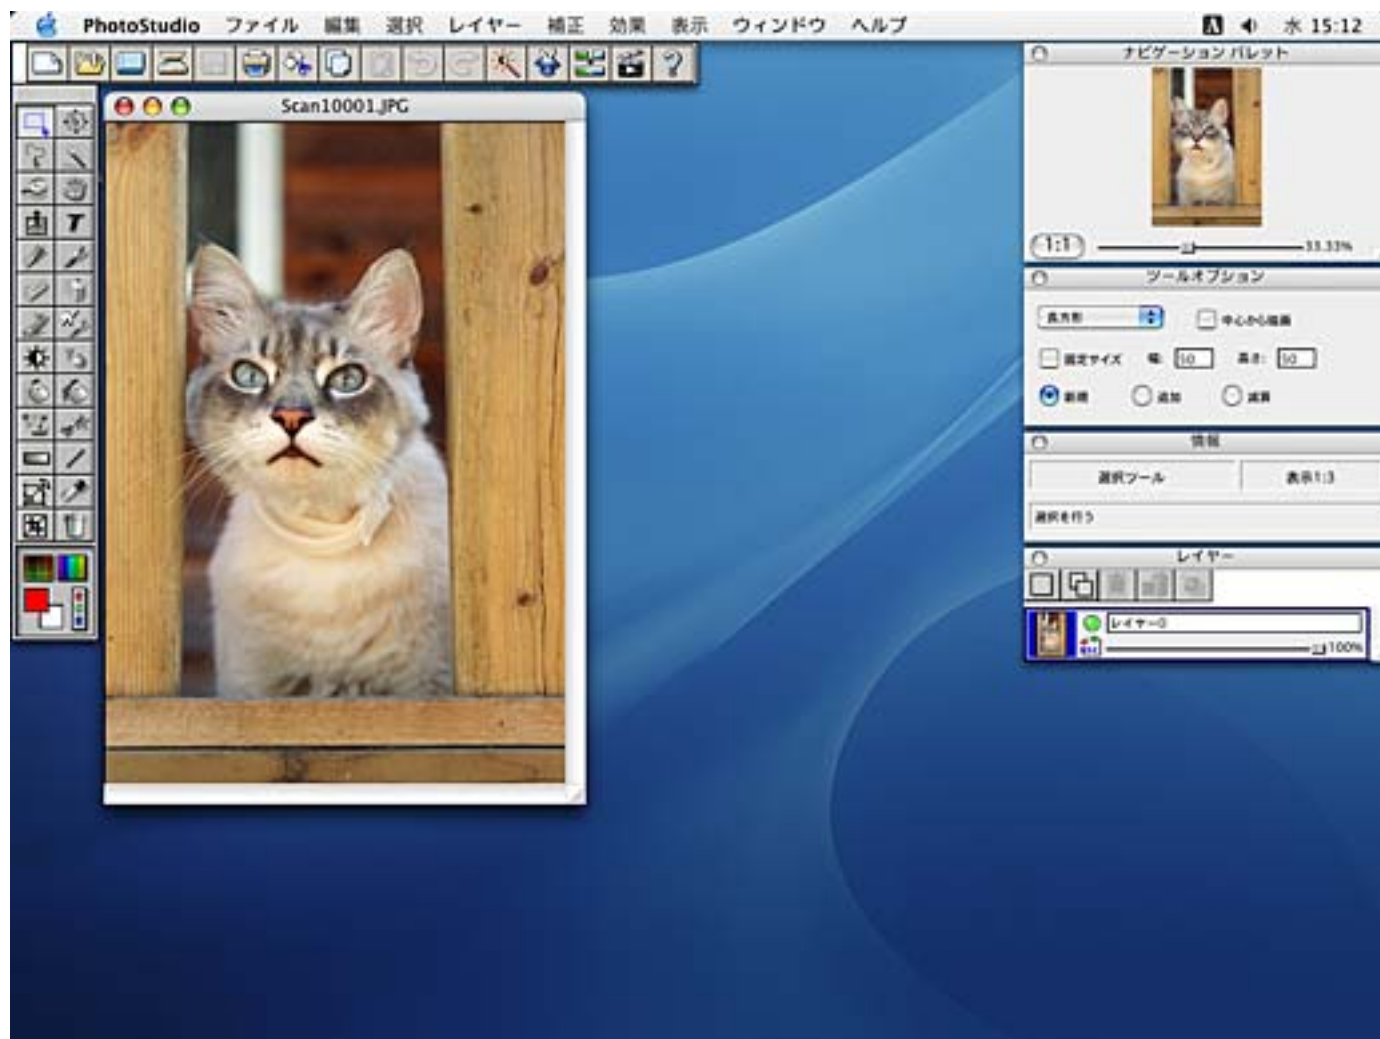 PhotoStudio ファイル 編集 選択 レイヤー 補正 効果 表示 ウィンドウ ヘルプ A 水 15:12
Scan10001.JPG
ナビゲーション パレット
1:1 33.33%
ツールオプション
長方形 中心から描画
固定サイズ 幅: 50 高さ: 50
新規 追加 減算
情報
選択ツール 表示1:3
選択を行う
レイヤー
レイヤー0
100%